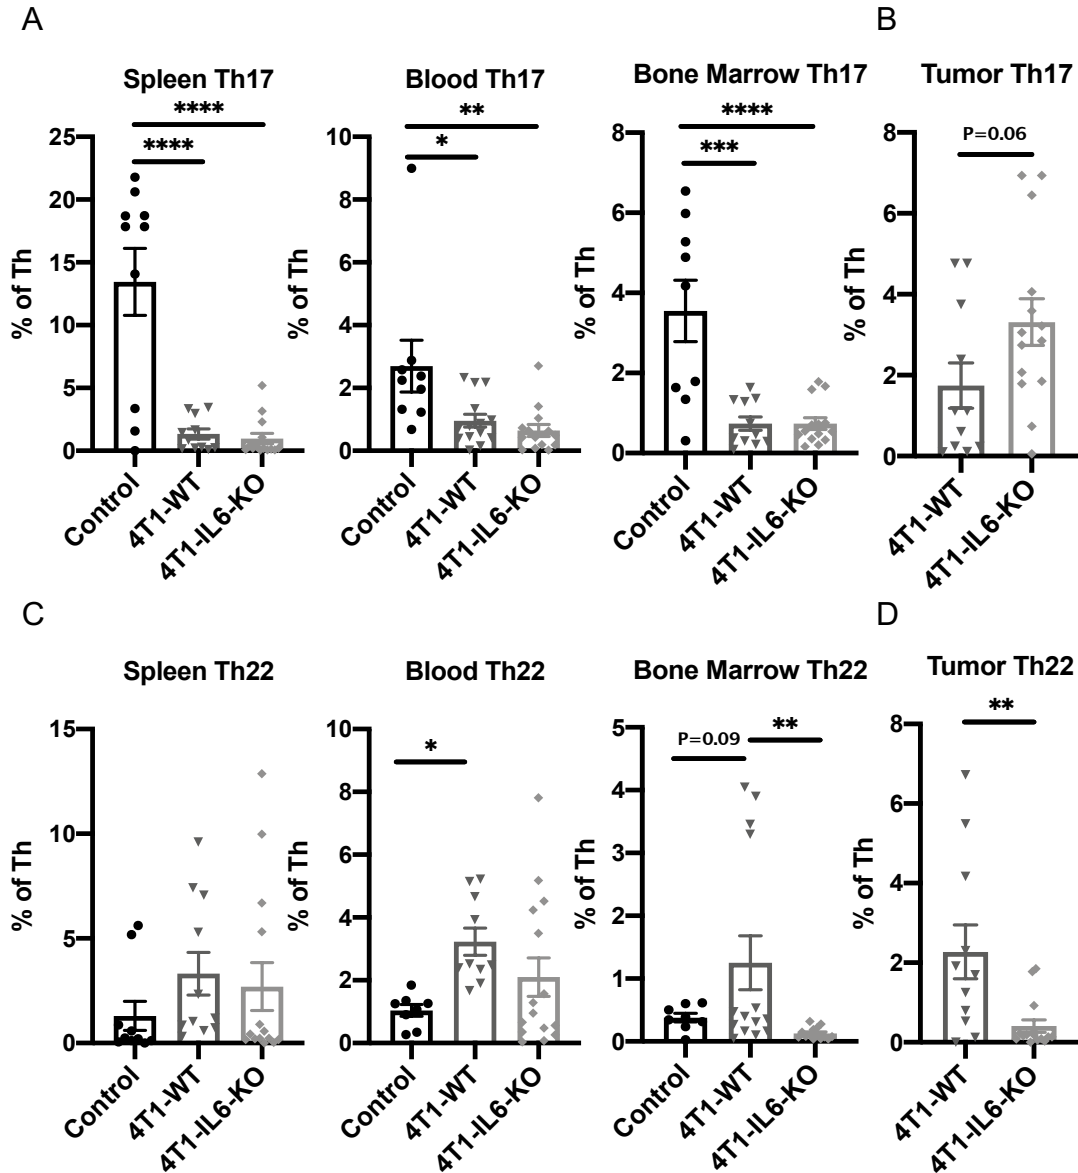 A
B
Spleen Th17
Blood Th17
Bone Marrow Th17
Tumor Th17
****
****
**
*
****
***
P=0.06
% of Th
25
20
15
10
5
0
% of Th
10
8
6
4
2
0
% of Th
8
6
4
2
0
% of Th
8
6
4
2
0
Control
4T1-WT
4T1-IL6-KO
Control
4T1-WT
4T1-IL6-KO
Control
4T1-WT
4T1-IL6-KO
4T1-WT
4T1-IL6-KO
C
D
Spleen Th22
Blood Th22
Bone Marrow Th22
Tumor Th22
*
P=0.09
**
**
% of Th
15
10
5
0
% of Th
10
8
6
4
2
0
% of Th
5
4
3
2
1
0
% of Th
8
6
4
2
0
Control
4T1-WT
4T1-IL6-KO
Control
4T1-WT
4T1-IL6-KO
Control
4T1-WT
4T1-IL6-KO
4T1-WT
4T1-IL6-KO